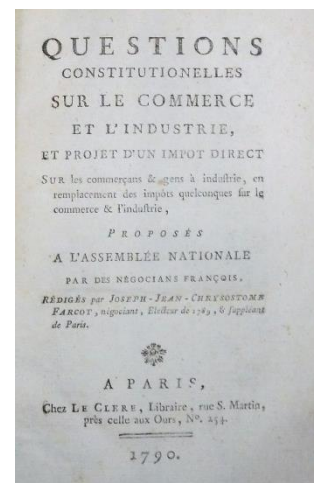 QUESTIONS
CONSTITUTIONELLES
SUR LE COMMERCE
ET L'INDUSTRIE,
ET PROJET D'UN IMPOT DIRECT
SUR les commerçans & gens à industrie, en
remplacement des impôts quelconques sur le
commerce & l'industrie,
PROPOSÉS
A L'ASSEMBLÉE NATIONALE
PAR DES NÉGOCIANS FRANÇOIS,
RÉDIGÉS par JOSEPH-JEAN-CHRYSOSTOME
FARCOT, négociant, Electeur de 1789, & suppléant
de Paris.
A PARIS,
Chez LE CLERE, Libraire, rue S. Martin,
près celle aux Ours, N°. 254.
1790.